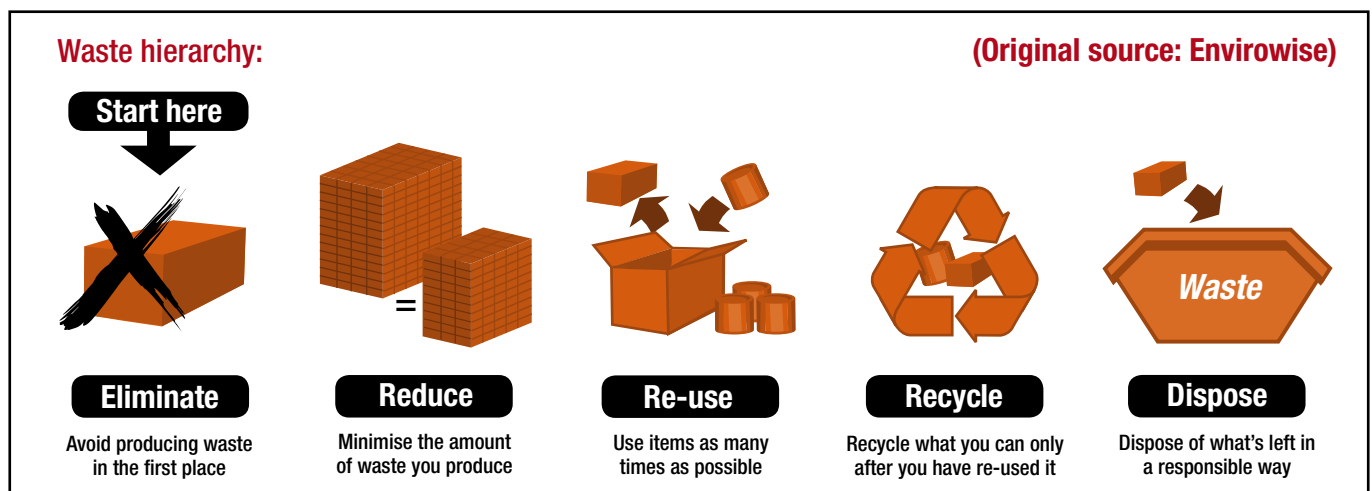 Waste hierarchy:
(Original source: Envirowise)
Start here
=
Waste
Eliminate
Avoid producing waste
in the first place
Reduce
Minimise the amount
of waste you produce
Re-use
Use items as many
times as possible
Recycle
Recycle what you can only
after you have re-used it
Dispose
Dispose of what's left in
a responsible way